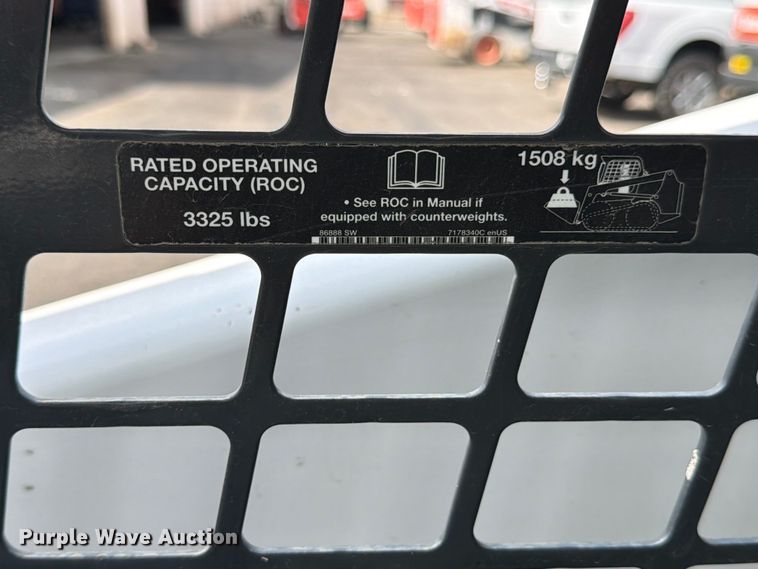 RATED OPERATING
CAPACITY (ROC)
3325 lbs
• See ROC in Manual if
equipped with counterweights.
1508 kg
86888 SW
7178340C enUS
Purple Wave Auction